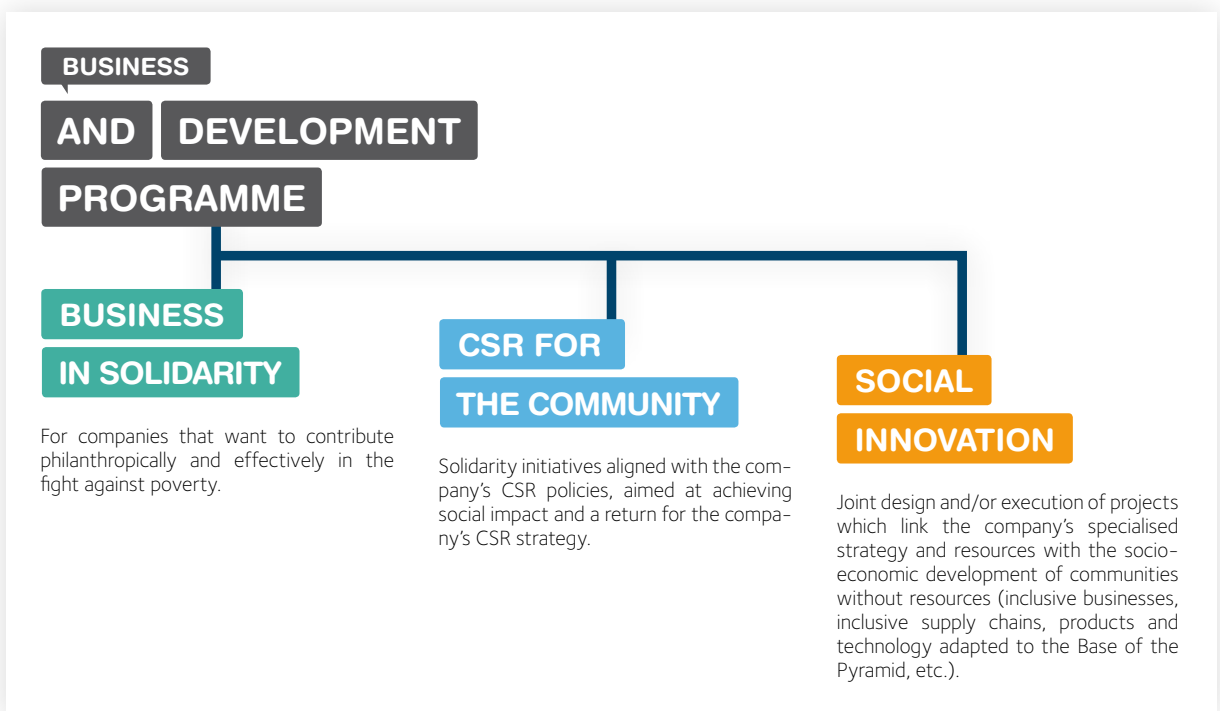 BUSINESS
AND DEVELOPMENT
PROGRAMME
BUSINESS
IN SOLIDARITY
For companies that want to contribute
philanthropically and effectively in the
fight against poverty.
CSR FOR
THE COMMUNITY
Solidarity initiatives aligned with the com-
pany's CSR policies, aimed at achieving
social impact and a return for the compa-
ny's CSR strategy.
SOCIAL
INNOVATION
Joint design and/or execution of projects
which link the company's specialised
strategy and resources with the socio-
economic development of communities
without resources (inclusive businesses,
inclusive supply chains, products and
technology adapted to the Base of the
Pyramid, etc.).